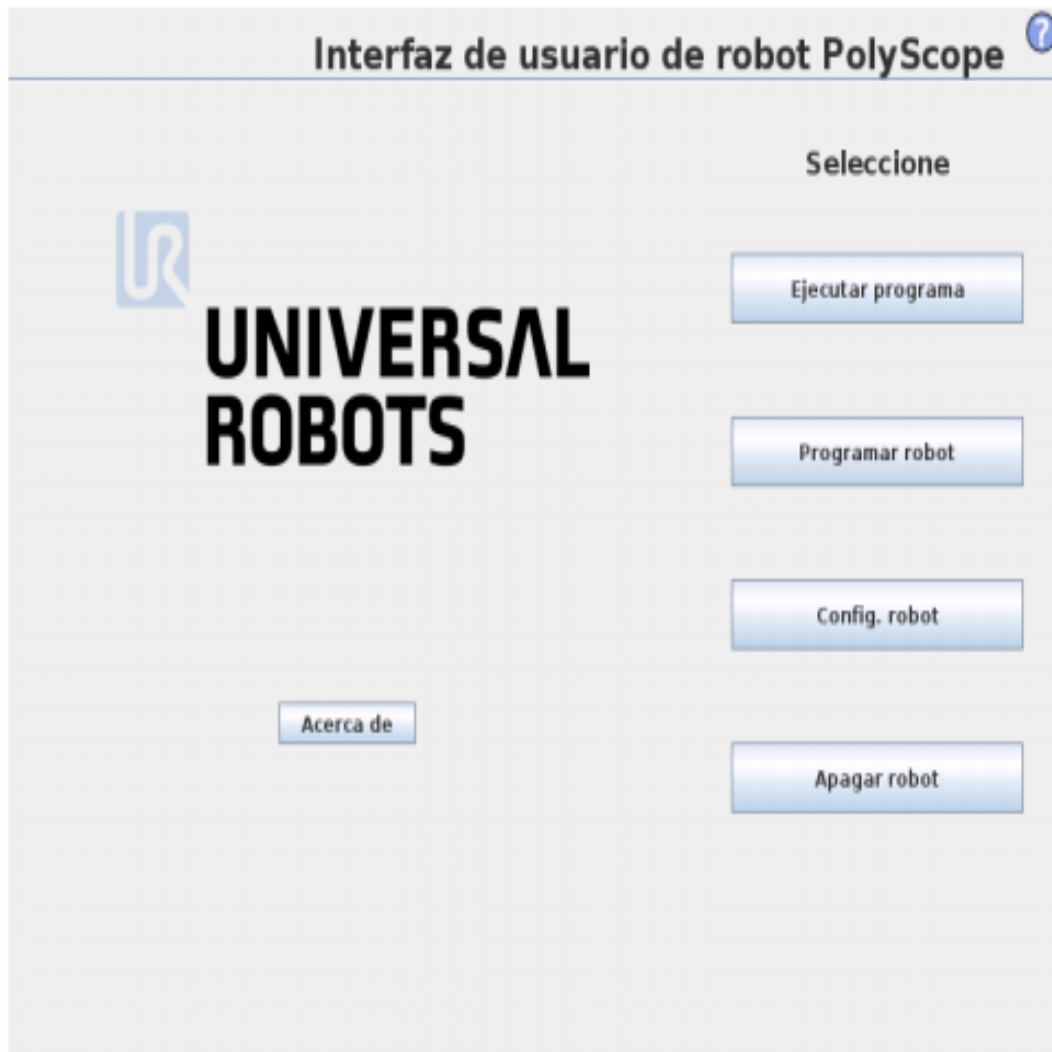 Interfaz de usuario de robot PolyScope
?
Seleccione
UR
UNIVERSAL
ROBOTS
Ejecutar programa
Programar robot
Config. robot
Acerca de
Apagar robot